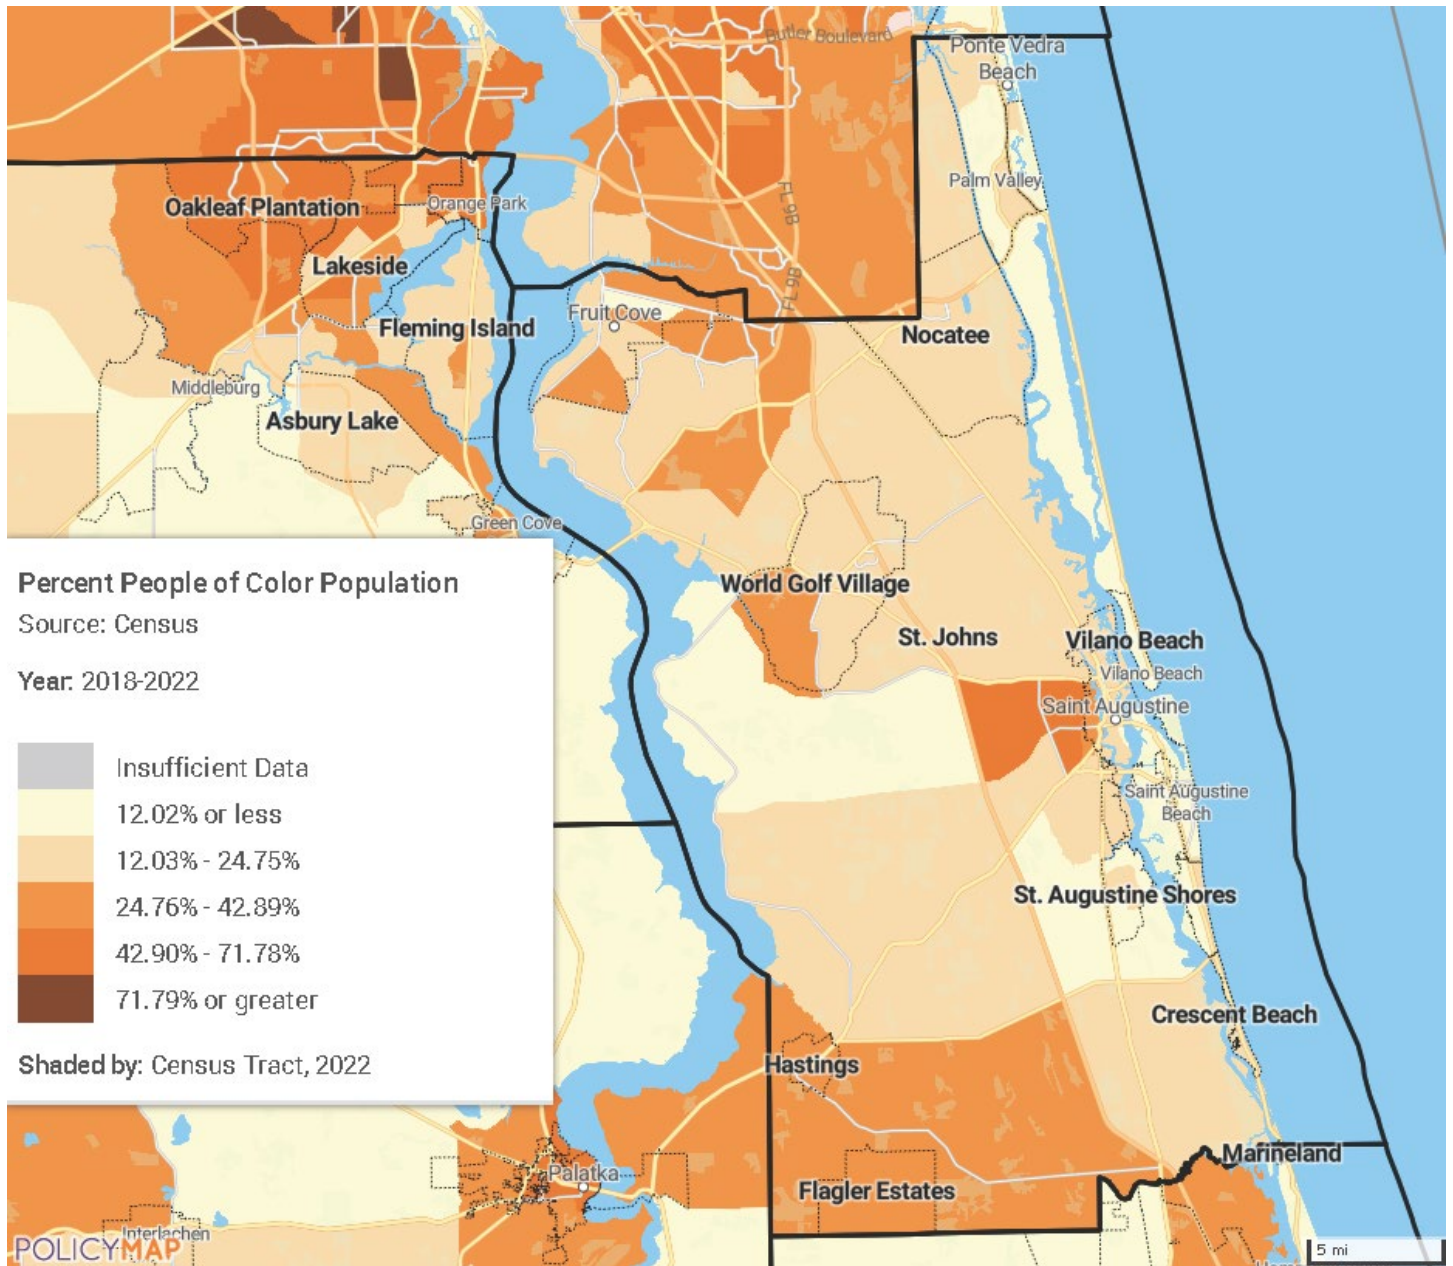 Butler Boulevard
Ponte Vedra
Beach
Palm Valley
FL 9B
Oakleaf Plantation
Orange Park
Lakeside
FL 9B
Fruit Cove
Fleming Island
Nocatee
Middleburg
Asbury Lake
Green Cove
World Golf Village
St. Johns
Vilano Beach
Vilano Beach
Saint Augustine
Saint Augustine
Beach
St. Augustine Shores
Crescent Beach
Hastings
Marineland
Palatka
Flagler Estates
Interlachen
Percent People of Color Population
Source: Census
Year: 2018-2022
Insufficient Data
12.02% or less
12.03% - 24.75%
24.76% - 42.89%
42.90% - 71.78%
71.79% or greater
Shaded by: Census Tract, 2022
POLICYMAP
5 mi